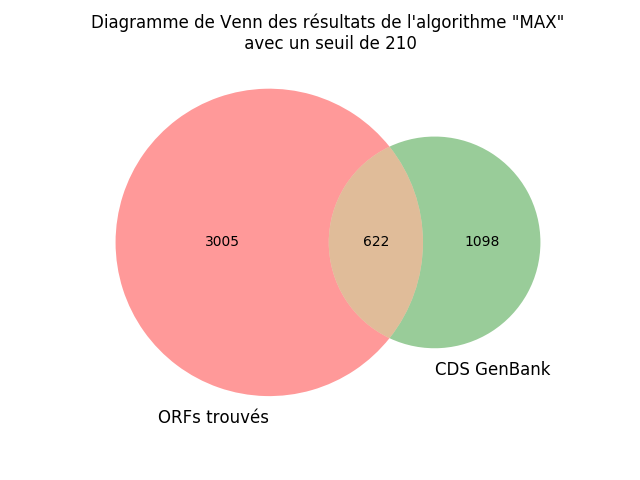 Diagramme de Venn des résultats de l'algorithme "MAX"
avec un seuil de 210
3005
622
1098
CDS GenBank
ORFs trouvés